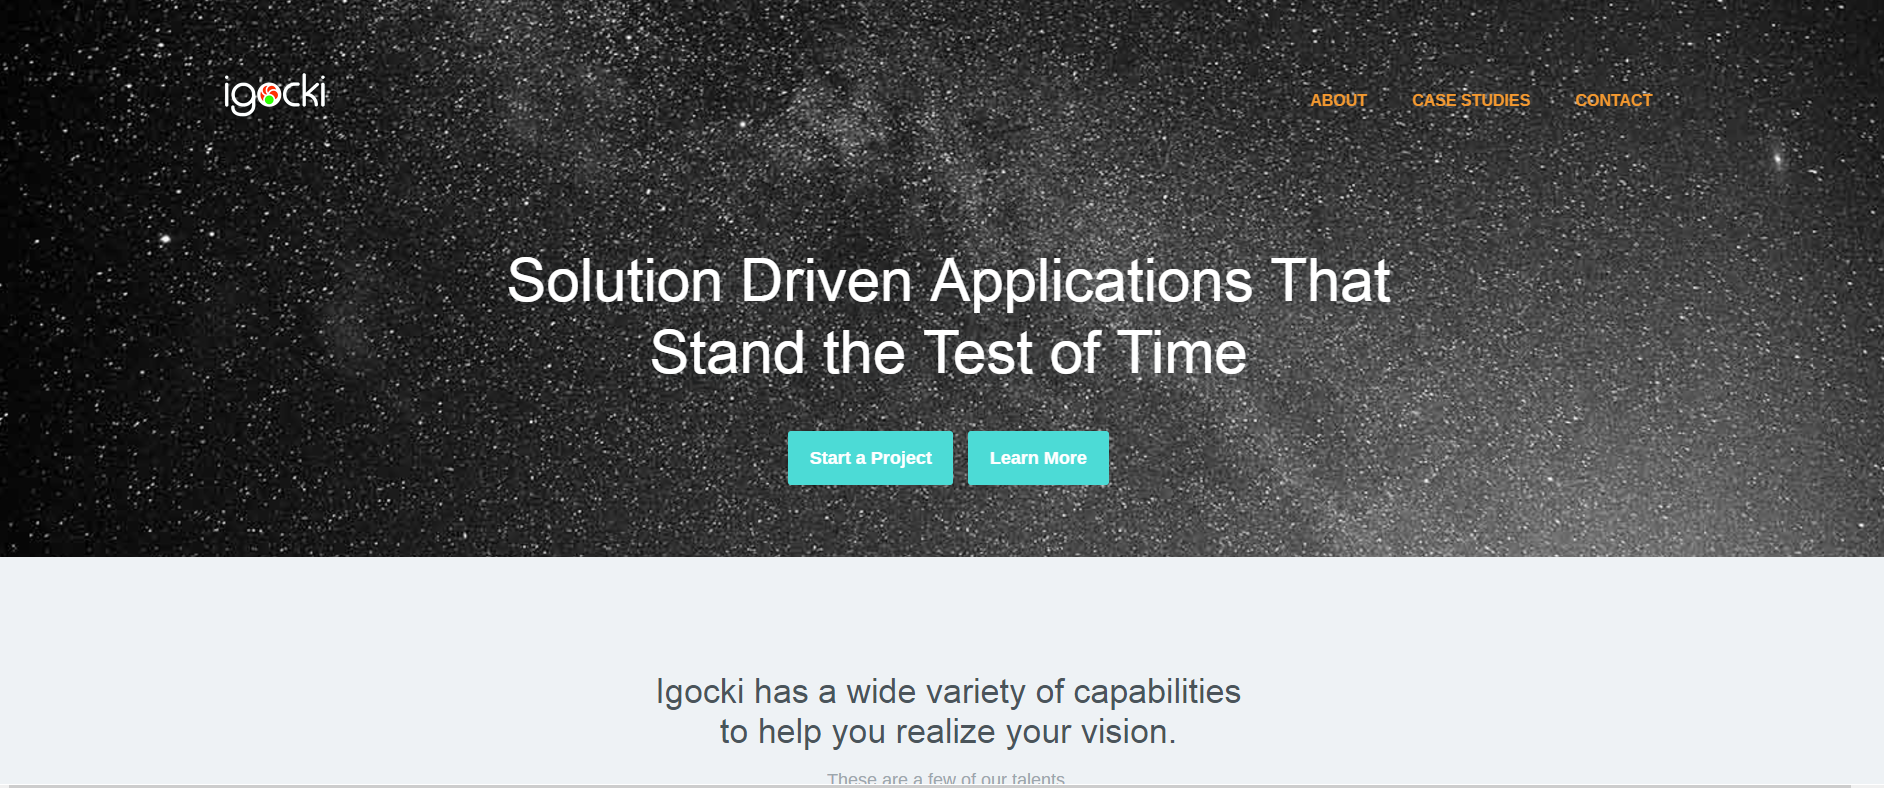 igocki
ABOUT
CASE STUDIES
CONTACT
Solution Driven Applications That
Stand the Test of Time
Start a Project
Learn More
Igocki has a wide variety of capabilities
to help you realize your vision.
These are a few of our talents